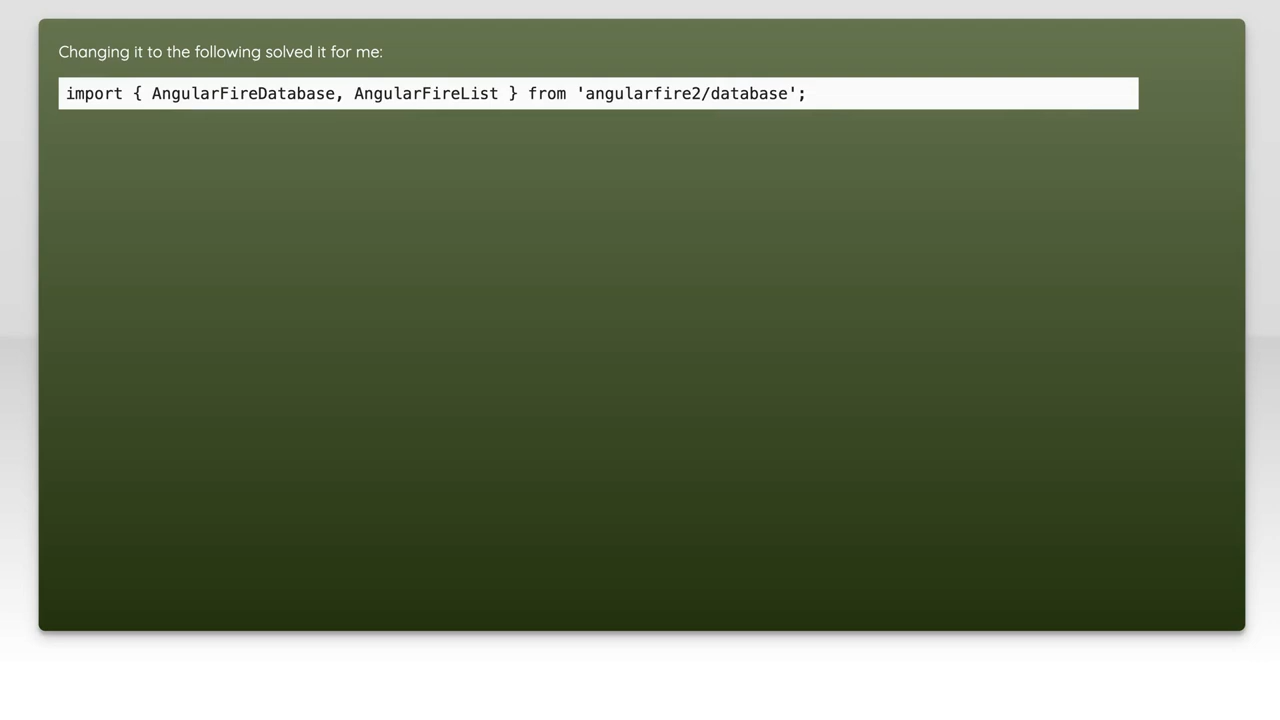 Changing it to the following solved it for me:
import { AngularFireDatabase, AngularFireList } from 'angularfire2/database';